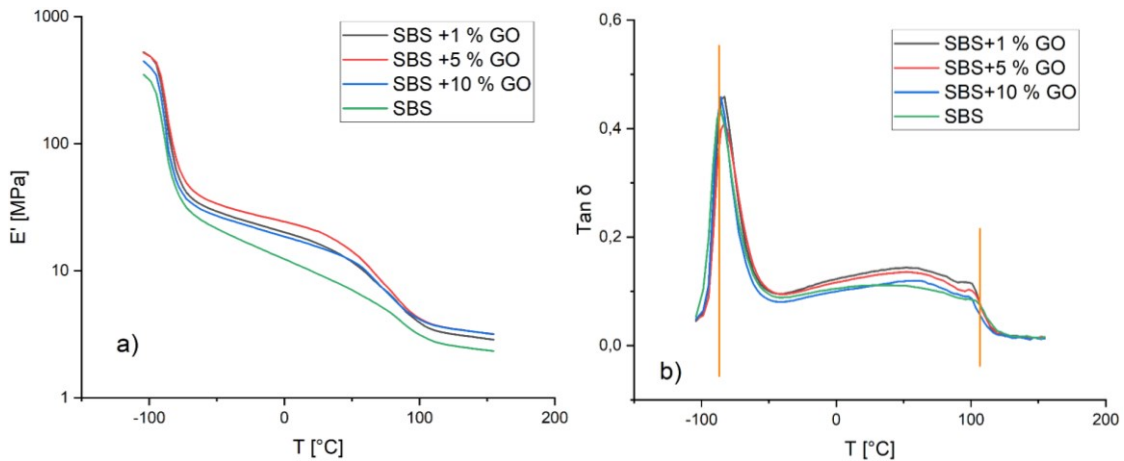 1000
100
10
1
E' [MPa]
SBS +1 % GO
SBS +5 % GO
SBS +10 % GO
SBS
a)
-100
0
100
200
T [°C]
0,6
0,4
0,2
0,0
Tan δ
SBS+1 % GO
SBS+5 % GO
SBS+10 % GO
SBS
b)
-100
0
100
200
T [°C]